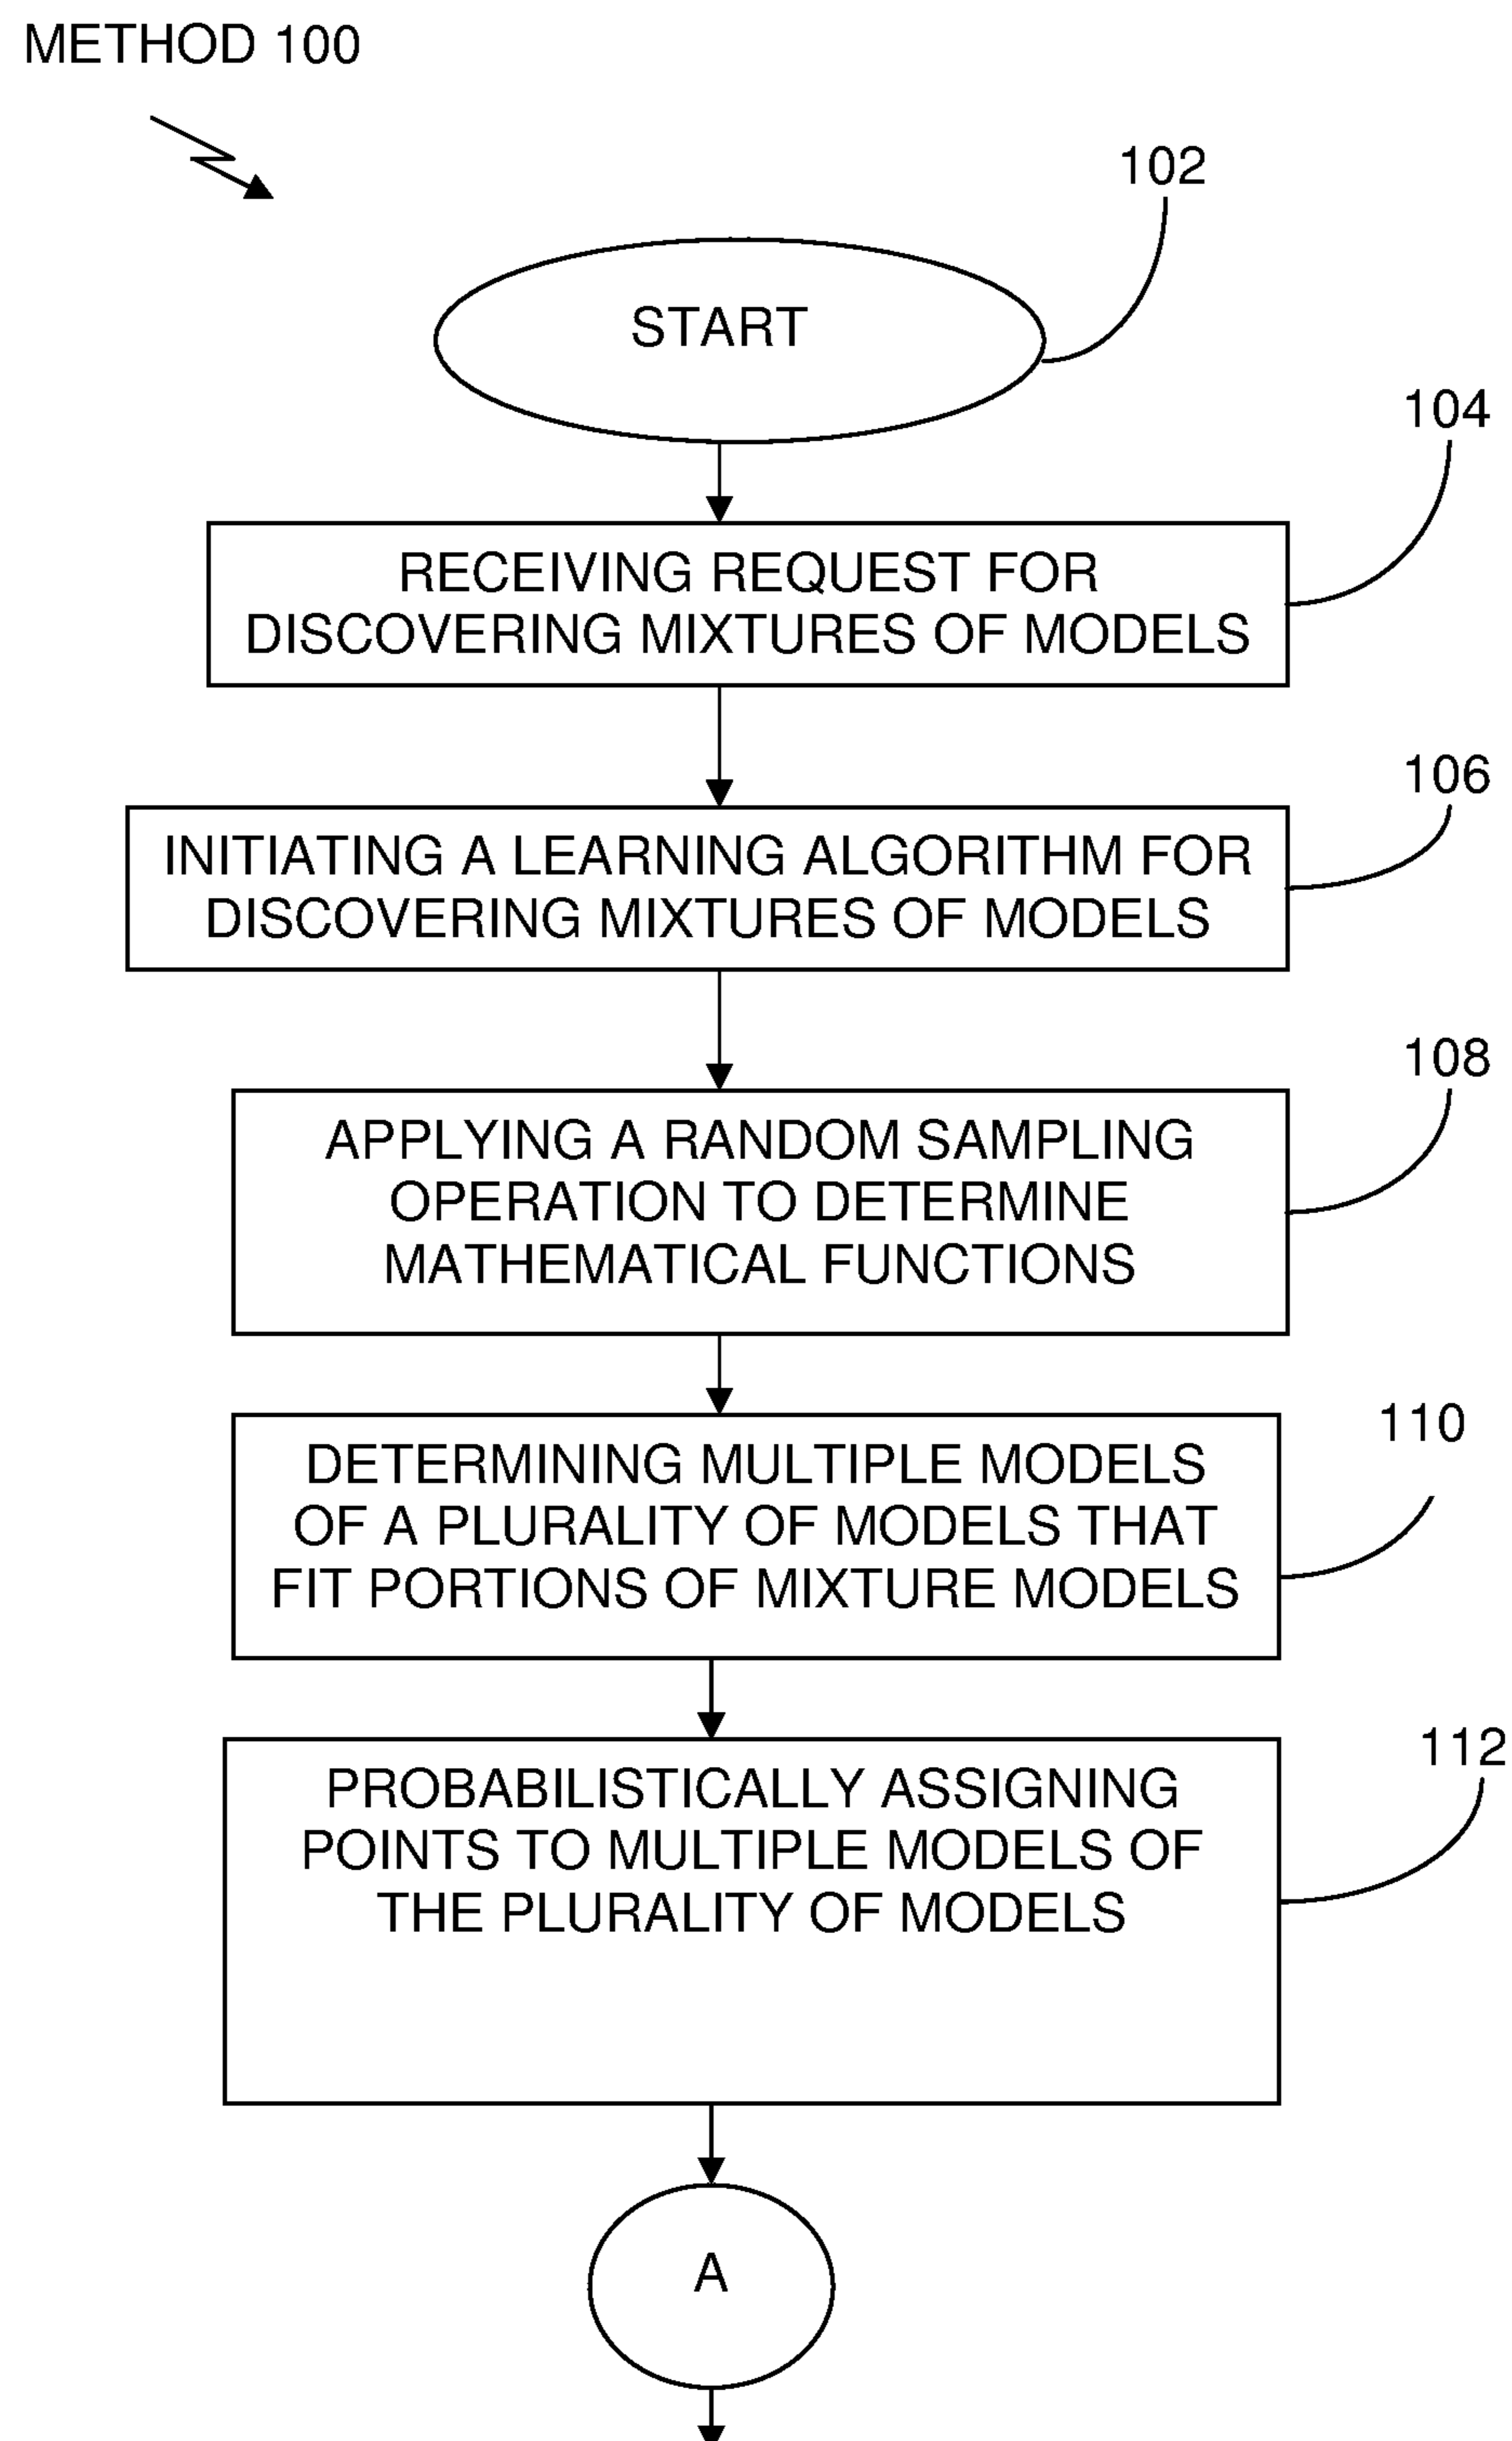 METHOD 100
102
START
104
RECEIVING REQUEST FOR
DISCOVERING MIXTURES OF MODELS
106
INITIATING A LEARNING ALGORITHM FOR
DISCOVERING MIXTURES OF MODELS
108
APPLYING A RANDOM SAMPLING
OPERATION TO DETERMINE
MATHEMATICAL FUNCTIONS
110
DETERMINING MULTIPLE MODELS
OF A PLURALITY OF MODELS THAT
FIT PORTIONS OF MIXTURE MODELS
112
PROBABILISTICALLY ASSIGNING
POINTS TO MULTIPLE MODELS OF
THE PLURALITY OF MODELS
A